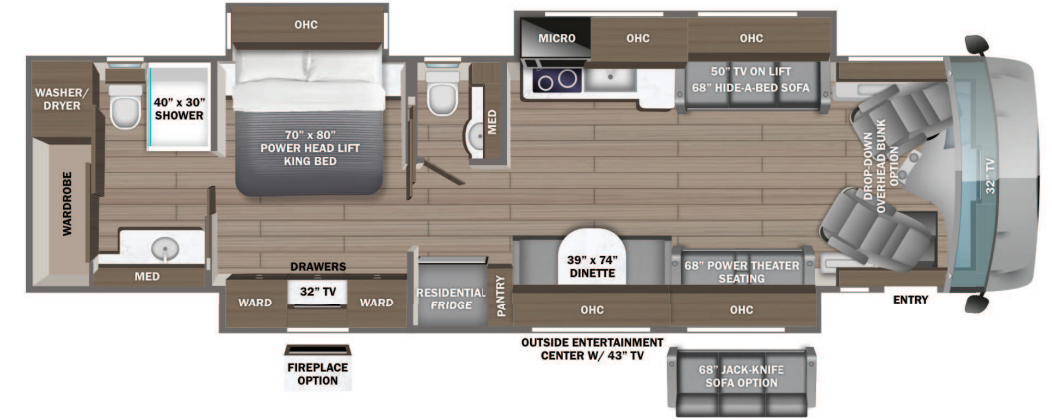 OHC
MICRO
OHC
OHC
WASHER/
DRYER
40" x 30"
SHOWER
70" x 80"
POWER HEAD LIFT
KING BED
MED
50" TV ON LIFT
68" HIDE-A-BED SOFA
DROP-DOWN
OVERHEAD BUNK
OPTION
32" TV
WARDROBE
MED
DRAWERS
WARD
32" TV
WARD
RESIDENTIAL
FRIDGE
PANTRY
39" x 74"
DINETTE
68" POWER THEATER
SEATING
OHC
OHC
ENTRY
FIREPLACE
OPTION
OUTSIDE ENTERTAINMENT
CENTER W/ 43" TV
68" JACK-KNIFE
SOFA OPTION